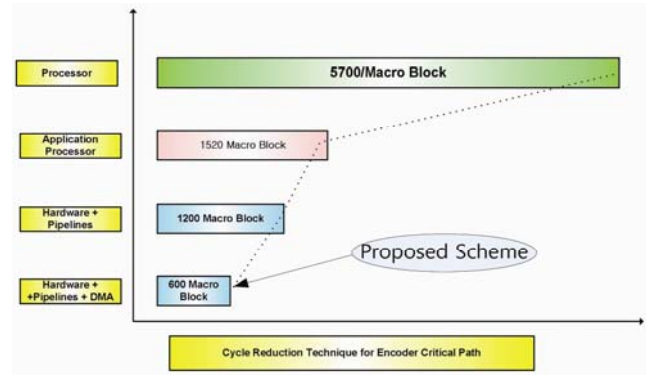 Processor
5700/Macro Block
Application
Processor
1520 Macro Block
Hardware +
Pipelines
1200 Macro Block
Proposed Scheme
Hardware +
+Pipelines + DMA
600 Macro
Block
Cycle Reduction Technique for Encoder Critical Path